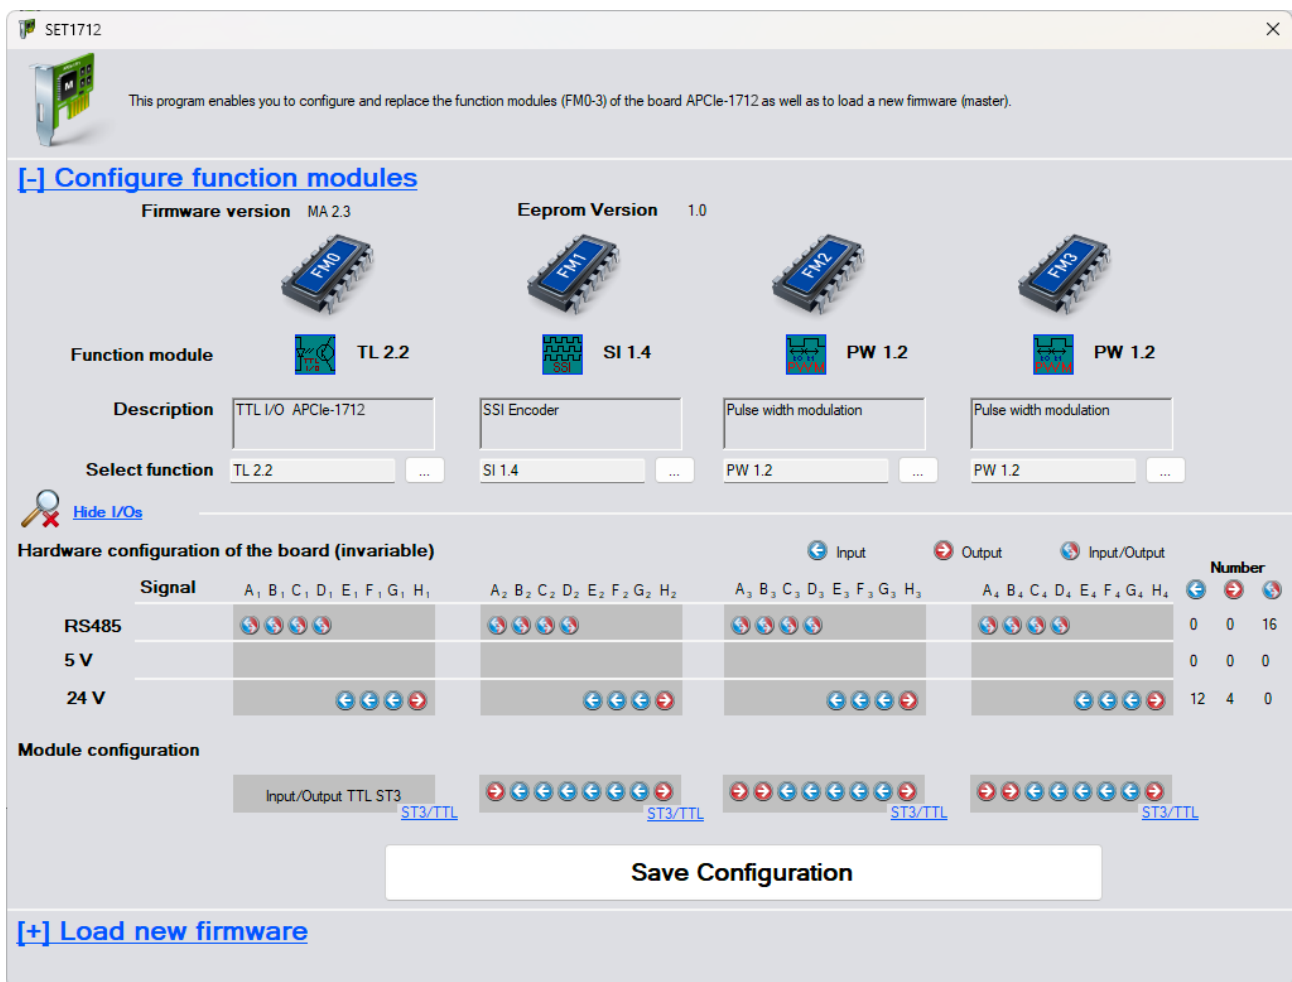 SET1712
This program enables you to configure and replace the function modules (FM0-3) of the board APCIe-1712 as well as to load a new firmware (master).
[-] Configure function modules
Firmware version MA 2.3 Eeprom Version 1.0
FM0 FM1 FM2 FM3
Function module TL 2.2 SI 1.4 PW 1.2 PW 1.2
Description TTL I/O APCIe-1712 SSI Encoder Pulse width modulation Pulse width modulation
Select function TL 2.2 ... SI 1.4 ... PW 1.2 ... PW 1.2 ...
Hide I/Os
Hardware configuration of the board (invariable) Input Output Input/Output
Number
Signal A₁ B₁ C₁ D₁ E₁ F₁ G₁ H₁ A₂ B₂ C₂ D₂ E₂ F₂ G₂ H₂ A₃ B₃ C₃ D₃ E₃ F₃ G₃ H₃ A₄ B₄ C₄ D₄ E₄ F₄ G₄ H₄
RS485 0 0 16
5 V 0 0 0
24 V 12 4 0
Module configuration
Input/Output TTL ST3
ST3/TTL ST3/TTL ST3/TTL ST3/TTL
Save Configuration
[+] Load new firmware